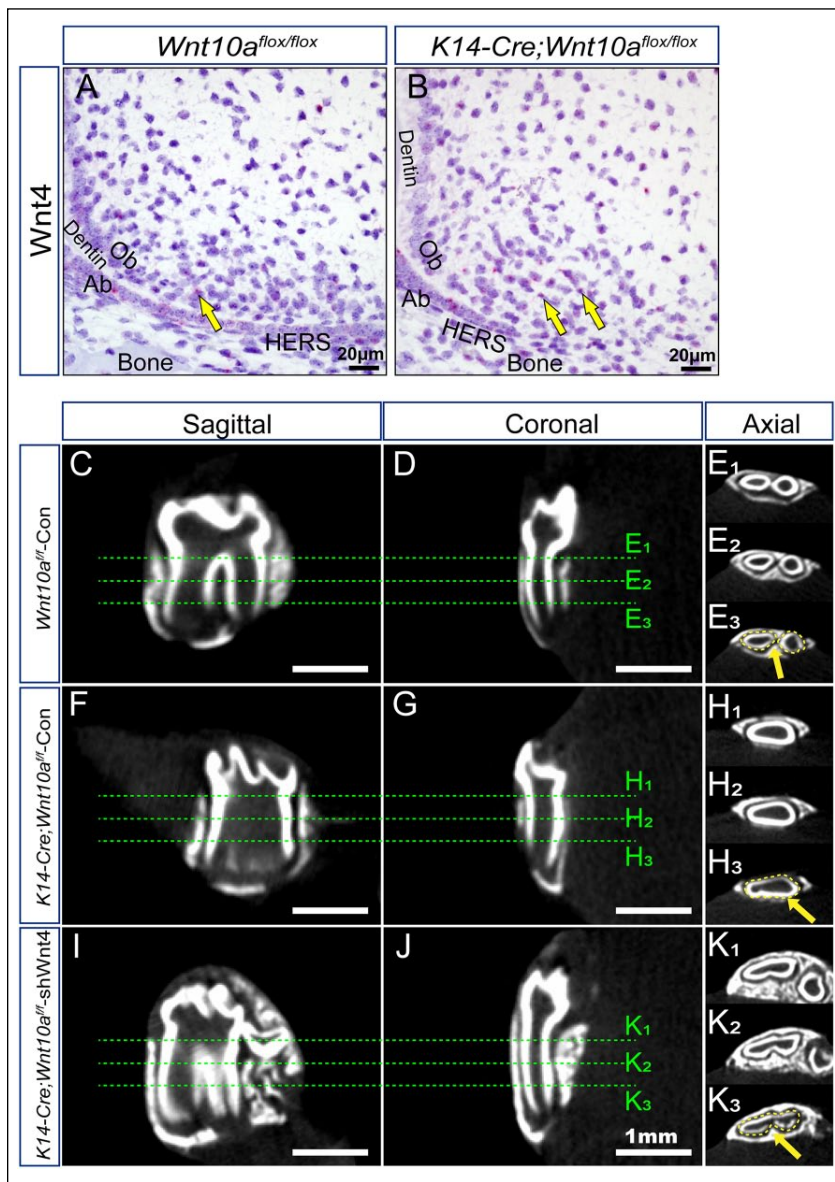 Wnt10aflox/flox
K14-Cre;Wnt10aflox/flox
Wnt4
A
Dentin
Ob
Ab
HERS
Bone
20μm
B
Dentin
Ob
Ab
HERS
Bone
20μm
Sagittal
Coronal
Axial
Wnt10af/f-Con
C
D
E1
E2
E3
E1
E2
E3
K14-Cre;Wnt10af/f-Con
F
G
H1
H2
H3
H1
H2
H3
K14-Cre;Wnt10af/f-shWnt4
I
J
K1
K2
K3
1mm
K1
K2
K3